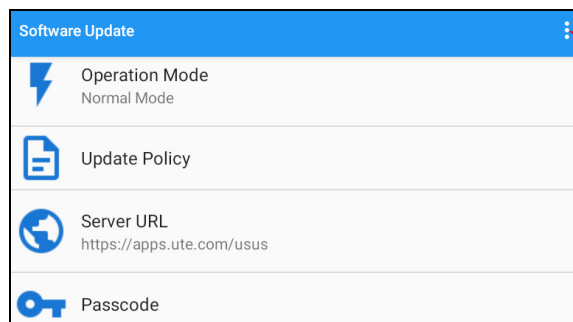 Software Update
Operation Mode
Normal Mode
Update Policy
Server URL
https://apps.ute.com/usus
Passcode